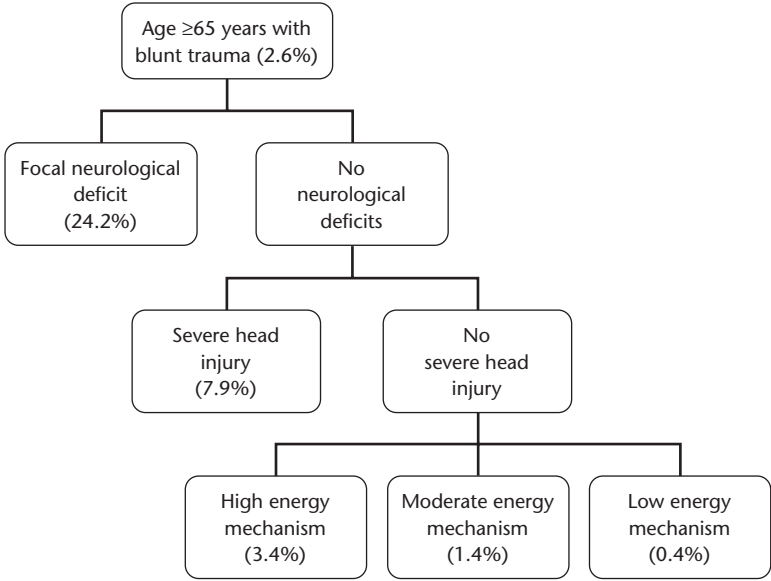 Age ≥65 years with
blunt trauma (2.6%)
Focal neurological
deficit
(24.2%)
No
neurological
deficits
Severe head
injury
(7.9%)
No
severe head
injury
High energy
mechanism
(3.4%)
Moderate energy
mechanism
(1.4%)
Low energy
mechanism
(0.4%)